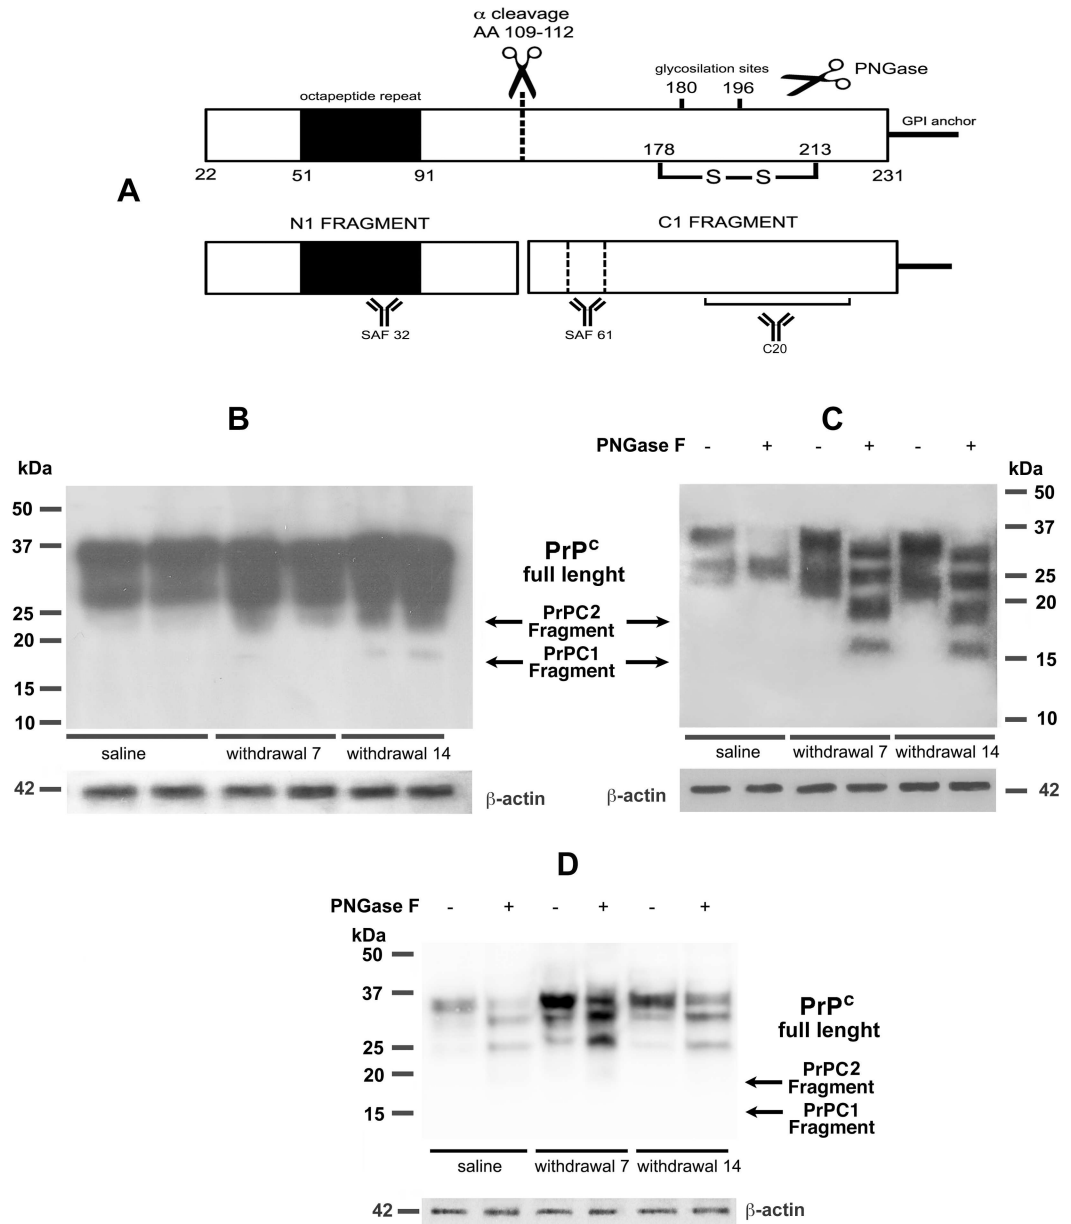 α cleavage
AA 109-112
glycosilation sites
PNGase
180 196
octapeptide repeat
GPI anchor
178 213
S S
22 51 91 231
A
N1 FRAGMENT C1 FRAGMENT
SAF 32 SAF 61 C20
B
kDa
50
37
25
20
15
10
saline withdrawal 7 withdrawal 14
42
β-actin
PrPc
full lenght
PrPC2
Fragment
PrPC1
Fragment
C
PNGase F - + - + - +
kDa
50
37
25
20
15
10
saline withdrawal 7 withdrawal 14
β-actin
42
D
PNGase F - + - + - +
kDa
50
37
25
20
15
PrPc
full lenght
PrPC2
Fragment
PrPC1
Fragment
saline withdrawal 7 withdrawal 14
42
β-actin